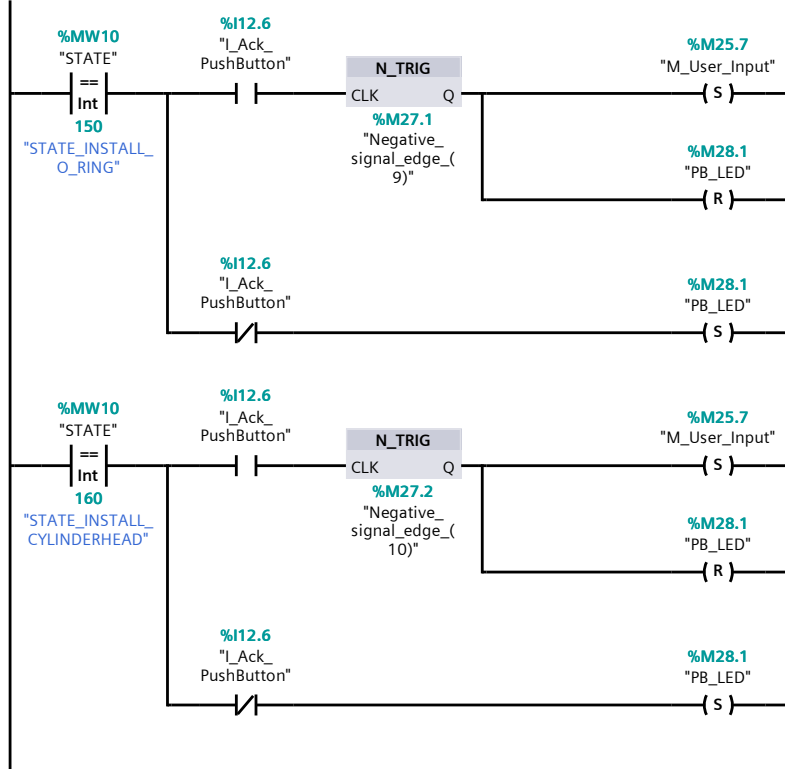 %I12.6
%MW10
"I_Ack_
%M25.7
"STATE"
PushButton"
N_TRIG
"M_User_Input"
==
Int
CLK
Q
S
150
%M27.1
"STATE_INSTALL_
"Negative_
%M28.1
O_RING"
signal_edge_(
"PB_LED"
9)"
R
%I12.6
"I_Ack_
%M28.1
PushButton"
"PB_LED"
S
%I12.6
%MW10
"I_Ack_
%M25.7
"STATE"
PushButton"
N_TRIG
"M_User_Input"
==
Int
CLK
Q
S
160
%M27.2
"STATE_INSTALL_
"Negative_
%M28.1
CYLINDERHEAD"
signal_edge_(
"PB_LED"
10)"
R
%I12.6
"I_Ack_
%M28.1
PushButton"
"PB_LED"
S